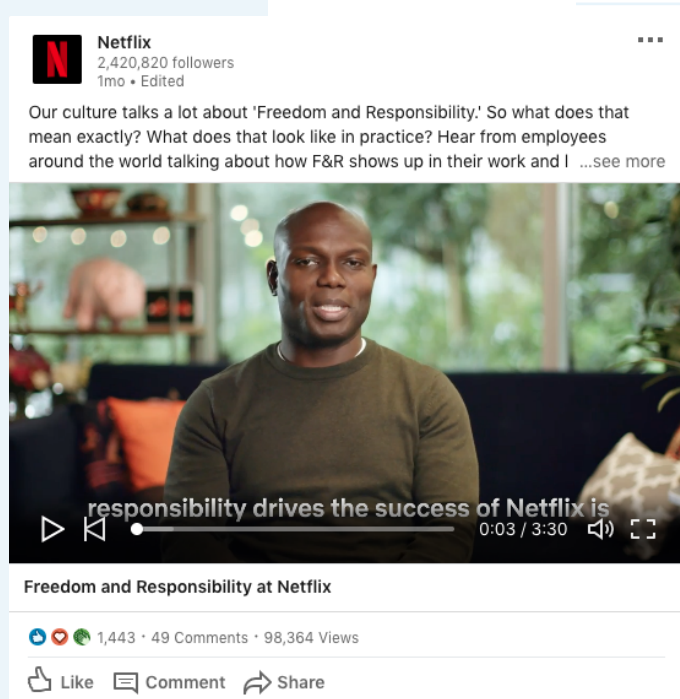 Netflix
2,420,820 followers
1mo • Edited
Our culture talks a lot about 'Freedom and Responsibility.' So what does that
mean exactly? What does that look like in practice? Hear from employees
around the world talking about how F&R shows up in their work and l ...see more
responsibility drives the success of Netflix is
0:03 / 3:30
Freedom and Responsibility at Netflix
1,443 · 49 Comments · 98,364 Views
Like Comment Share